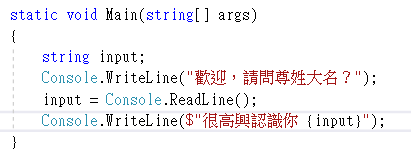 static void Main(string[] args)
{
    string input;
    Console.WriteLine("歡迎，請問尊姓大名？");
    input = Console.ReadLine();
    Console.WriteLine($"很高興認識你 {input}");
}